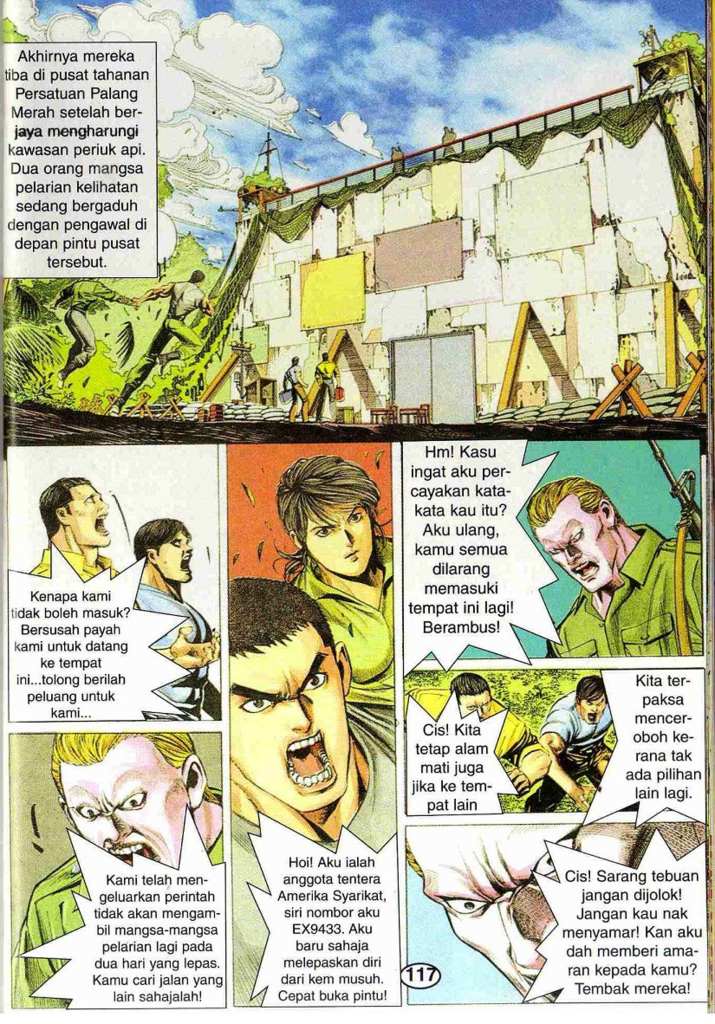 Akhirnya mereka
tiba di pusat tahanan
Persatuan Palang
Merah setelah ber-
jaya mengharungi
kawasan periuk api.
Dua orang mangsa
pelarian kelihatan
sedang bergaduh
dengan pengawal di
depan pintu pusat
tersebut.
Kenapa kami
tidak boleh masuk?
Bersusah payah
kami untuk datang
ke tempat
ini...tolong berilah
peluang untuk
kami...
Kami telah men-
geluarkan perintah
tidak akan mengam-
bil mangsa-mangsa
pelarian lagi pada
dua hari yang lepas.
Kamu cari jalan yang
lain sahajalah!
Hoi! Aku ialah
anggota tentera
Amerika Syarikat,
siri nombor aku
EX9433. Aku
baru sahaja
melepaskan diri
dari kem musuh.
Cepat buka pintu!
Hm! Kasu
ingat aku per-
cayakan kata-
kata kau itu?
Aku ulang,
kamu semua
dilarang
memasuki
tempat ini lagi!
Berambus!
Cis! Kita
tetap alam
mati juga
jika ke tem-
pat lain
Kita ter-
paksa
mencer-
oboh ke-
rana tak
ada pilihan
lain lagi.
Cis! Sarang tebuan
jangan dijolok!
Jangan kau nak
menyamar! Kan aku
dah memberi ama-
ran kepada kamu?
Tembak mereka!
117